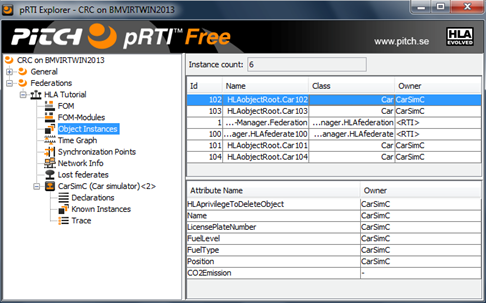 pRTI Explorer - CRC on BMVIRTWIN2013
PITCH pRTI™ Free
www.pitch.se
HLA EVOLVED
CRC on BMVIRTWIN2013
General
Federations
HLA Tutorial
FOM
FOM-Modules
Object Instances
Time Graph
Synchronization Points
Network Info
Lost federates
CarSimC (Car simulator)<2>
Declarations
Known Instances
Trace
Instance count: 6
Id Name Class Owner
102 HLAobjectRoot.Car102 Car CarSimC
103 HLAobjectRoot.Car103 Car CarSimC
1 ...-Manager.Federation ...nager.HLAfederation <RTI>
100 ...ger.HLAfederate100 ...anager.HLAfederate <RTI>
101 HLAobjectRoot.Car101 Car CarSimC
104 HLAobjectRoot.Car104 Car CarSimC
Attribute Name Owner
HLAprivilegeToDeleteObject CarSimC
Name CarSimC
LicensePlateNumber CarSimC
FuelLevel CarSimC
FuelType CarSimC
Position CarSimC
CO2Emission -